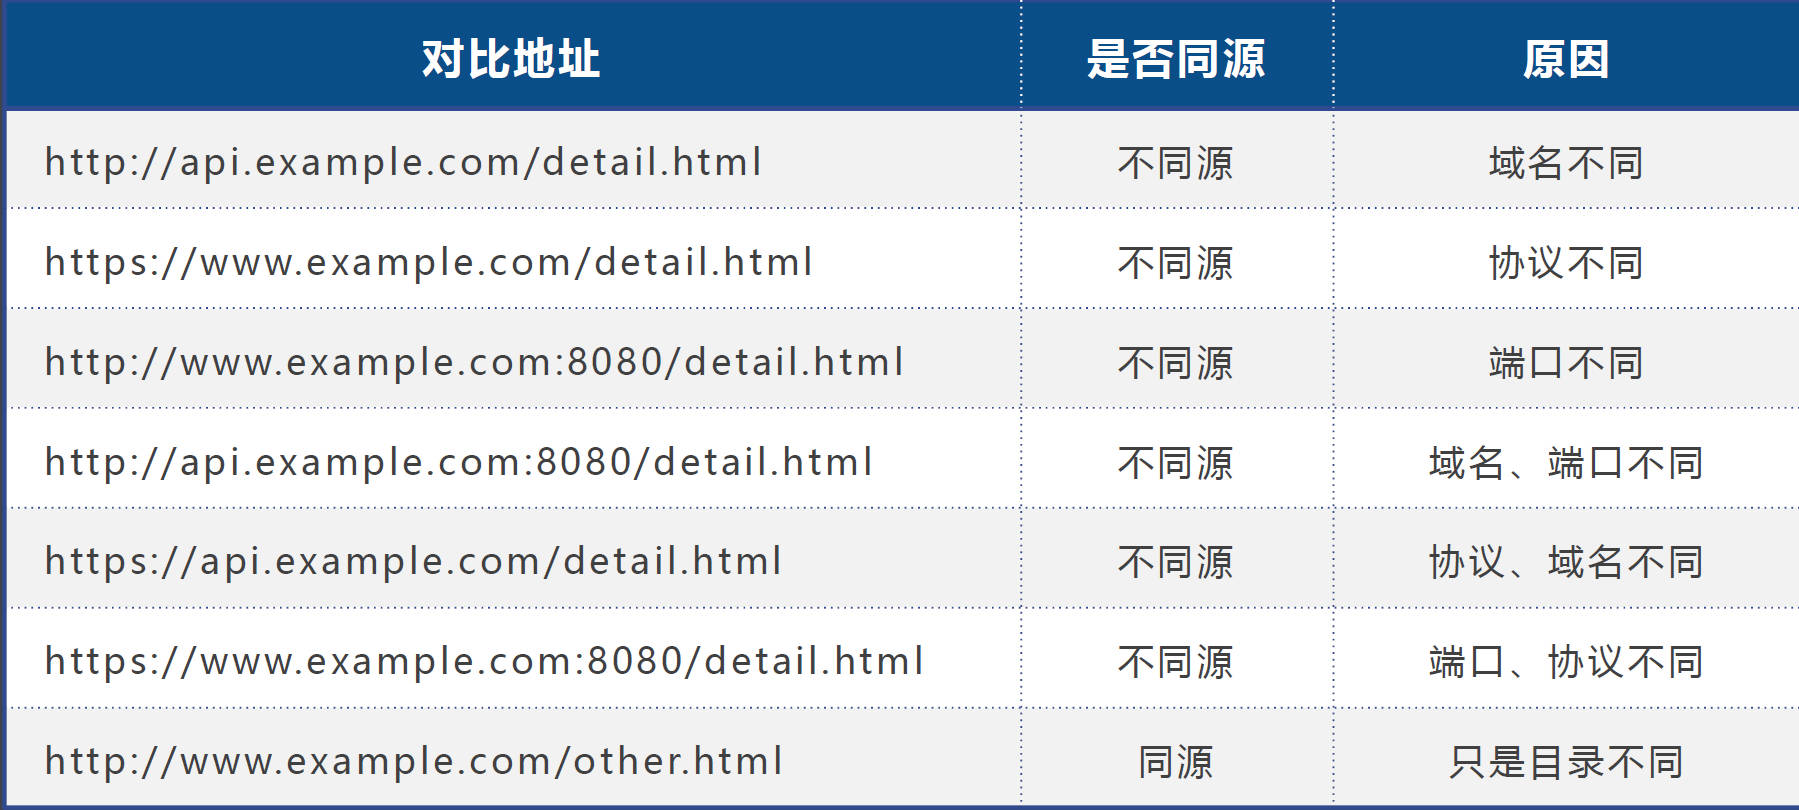 对比地址 是否同源 原因
http://api.example.com/detail.html 不同源 域名不同
https://www.example.com/detail.html 不同源 协议不同
http://www.example.com:8080/detail.html 不同源 端口不同
http://api.example.com:8080/detail.html 不同源 域名、端口不同
https://api.example.com/detail.html 不同源 协议、域名不同
https://www.example.com:8080/detail.html 不同源 端口、协议不同
http://www.example.com/other.html 同源 只是目录不同